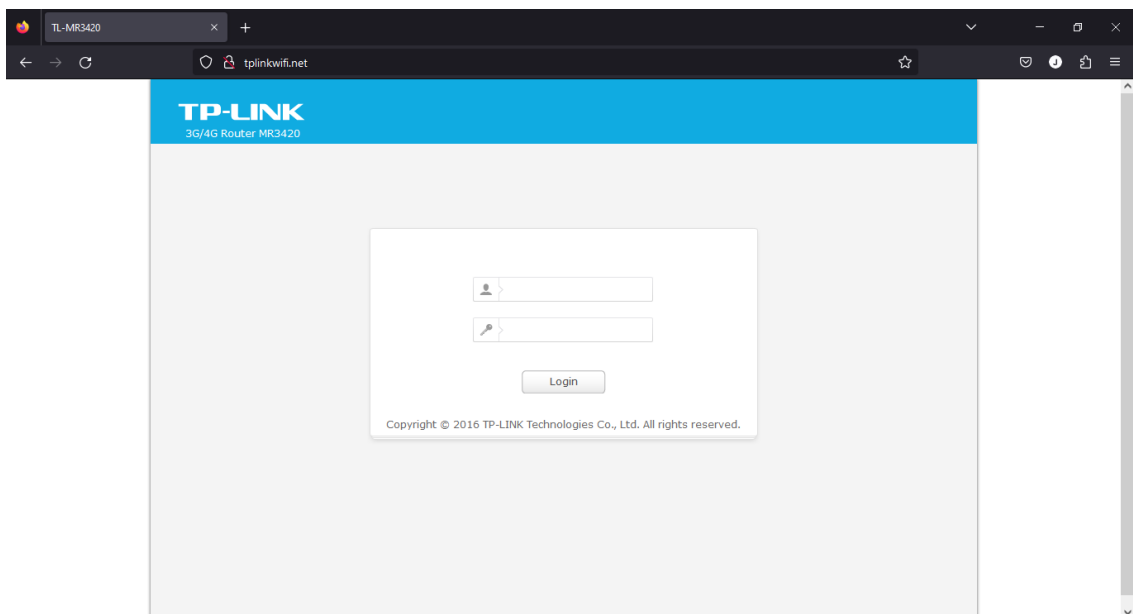 TL-MR3420
tplinkwifi.net
TP-LINK
3G/4G Router MR3420
Login
Copyright © 2016 TP-LINK Technologies Co., Ltd. All rights reserved.